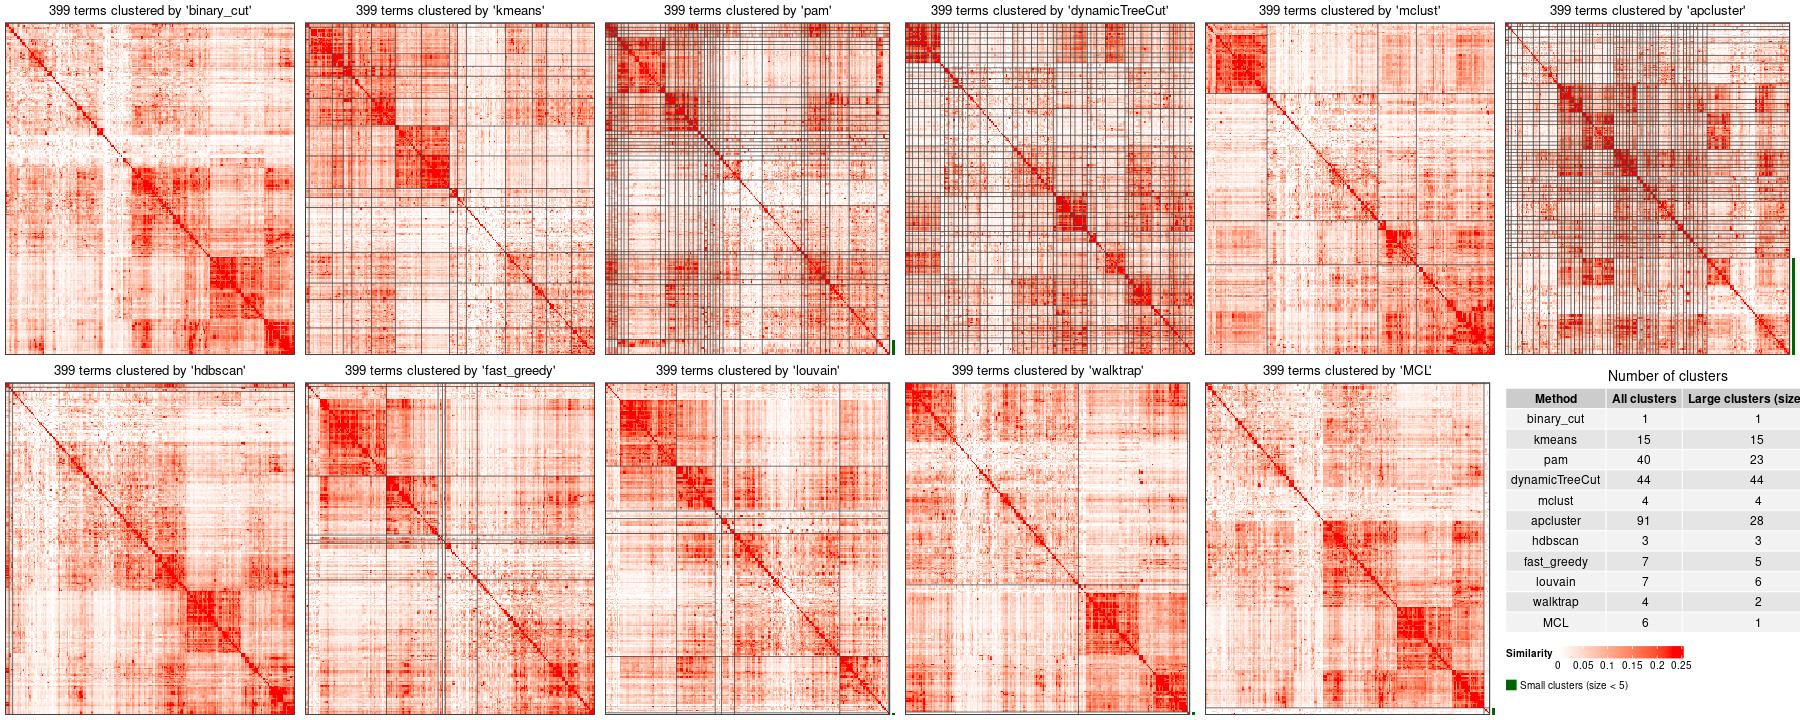 399 terms clustered by 'binary_cut'
399 terms clustered by 'kmeans'
399 terms clustered by 'pam'
399 terms clustered by 'dynamicTreeCut'
399 terms clustered by 'mclust'
399 terms clustered by 'apcluster'
399 terms clustered by 'hdbscan'
399 terms clustered by 'fast_greedy'
399 terms clustered by 'louvain'
399 terms clustered by 'walktrap'
399 terms clustered by 'MCL'
Number of clusters
Method All clusters Large clusters (size
binary_cut 1 1
kmeans 15 15
pam 40 23
dynamicTreeCut 44 44
mclust 4 4
apcluster 91 28
hdbscan 3 3
fast_greedy 7 5
louvain 7 6
walktrap 4 2
MCL 6 1
Similarity
0 0.05 0.1 0.15 0.2 0.25
Small clusters (size < 5)